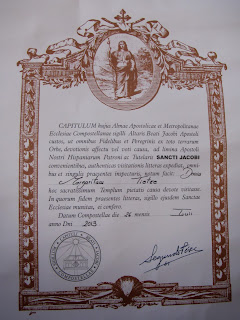 CAPITULUM hujus Almae Apostolicae et Metropolitanae
Ecclesiae Compostellanae sigilli Altaris Beati Jacobi Apostoli
custos, ut omnibus Fidelibus et Peregrinis ex toto terrarum
Orbe, devotionis affectu vel voti causa, ad limina Apostoli
Nostri Hispaniarum Patroni ac Tutelaris SANCTI JACOBI
convenientibus, authenticas visitationis litteras expediat, omni-
bus et singulis praesentes inspecturis, notum facit:
hoc sacratissimum Templum pietatis causa devote visitasse.
In quorum fidem praesentes litteras, sigillo ejusdem Sanctae
Ecclesiae munitas, ei confero.
Datum Compostellae die 26 mensis Iunii
anno Dni 2013